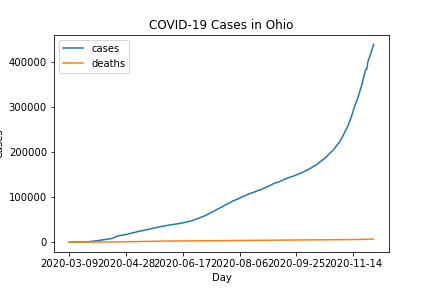 COVID-19 Cases in Ohio
cases
deaths
400000
300000
200000
100000
0
cases
2020-03-09 2020-04-28 2020-06-17 2020-08-06 2020-09-25 2020-11-14
Day